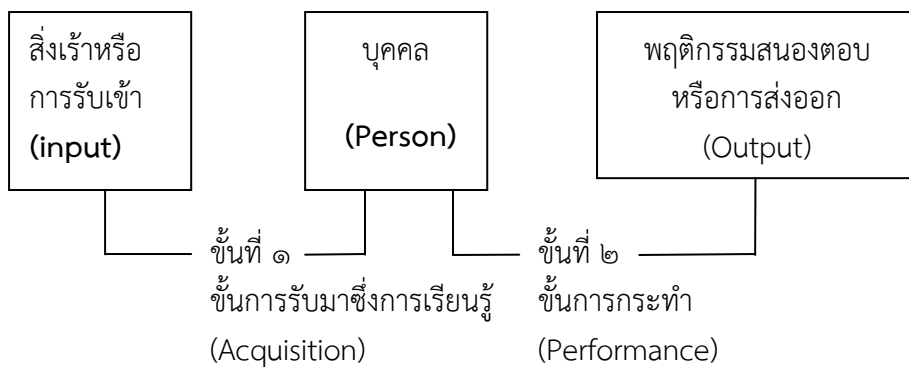 สิ่งเร้าหรือ
การรับเข้า
(input)
บุคคล
(Person)
พฤติกรรมสนองตอบ
หรือการส่งออก
(Output)
ขั้นที่ ๑
ขั้นการรับมาซึ่งการเรียนรู้
(Acquisition)
ขั้นที่ ๒
ขั้นการกระทำ
(Performance)